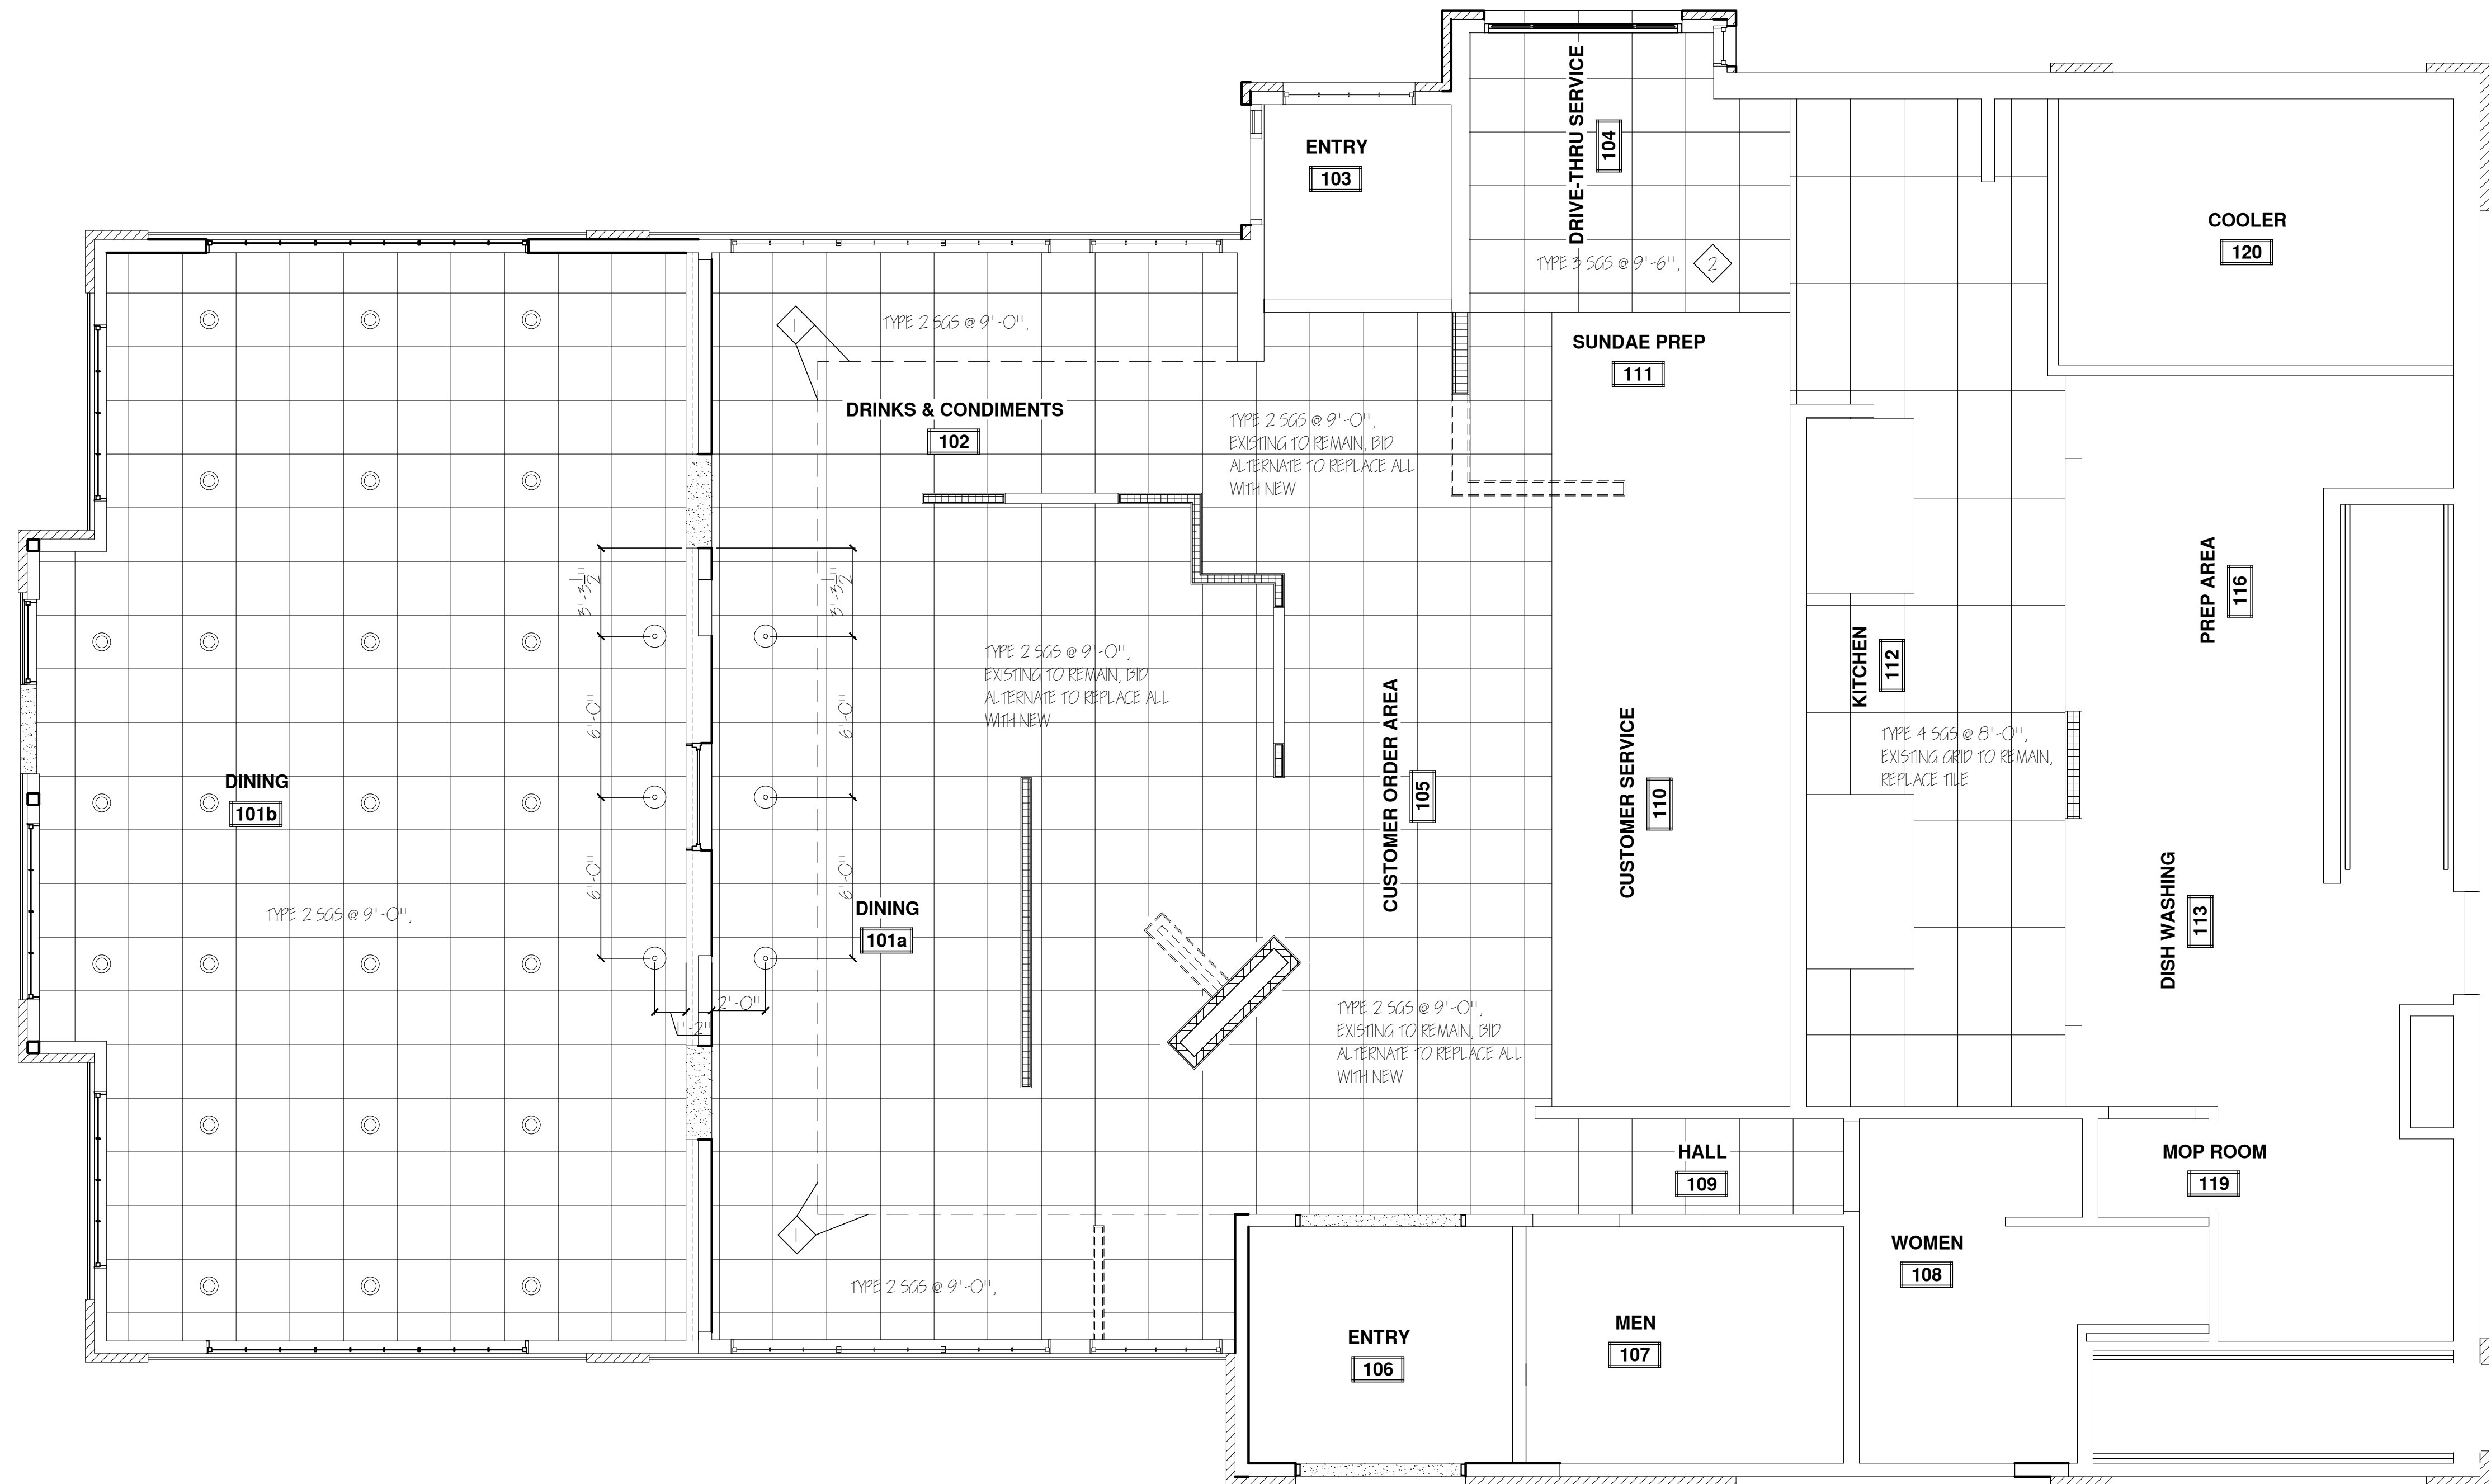 ENTRY
103
DRIVE-THRU SERVICE
104
COOLER
120
TYPE 3 SGS @ 9'-6",
2
TYPE 2 SGS @ 9'-0",
1
SUNDAE PREP
111
DRINKS & CONDIMENTS
102
TYPE 2 SGS @ 9'-0",
EXISTING TO REMAIN, BID
ALTERNATE TO REPLACE ALL
WITH NEW
3'-3 1/2"
3'-3 1/2"
PREP AREA
116
TYPE 2 SGS @ 9'-0",
EXISTING TO REMAIN, BID
ALTERNATE TO REPLACE ALL
WITH NEW
KITCHEN
112
6'-0"
6'-0"
CUSTOMER ORDER AREA
105
CUSTOMER SERVICE
110
TYPE 4 SGS @ 8'-0",
EXISTING GRID TO REMAIN,
REPLACE TILE
DINING
101b
6'-0"
6'-0"
DINING
101a
DISH WASHING
113
TYPE 2 SGS @ 9'-0",
2'-0"
1'-2"
TYPE 2 SGS @ 9'-0",
EXISTING TO REMAIN, BID
ALTERNATE TO REPLACE ALL
WITH NEW
HALL
109
MOP ROOM
119
1
WOMEN
108
TYPE 2 SGS @ 9'-0",
ENTRY
106
MEN
107